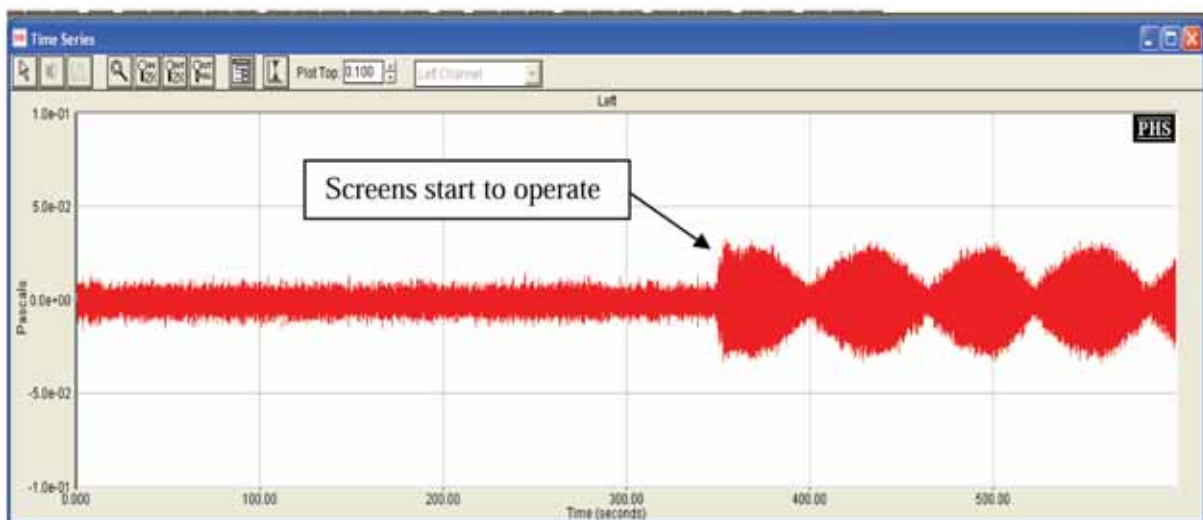 Time Series
Plot Top: 0.100 Left Channel
Left
1.0e-01
PHS
Screens start to operate
5.0e-02
Pascals
0.0e+00
-5.0e-02
-1.0e-01
0.000 100.00 200.00 300.00 400.00 500.00
Time (seconds)